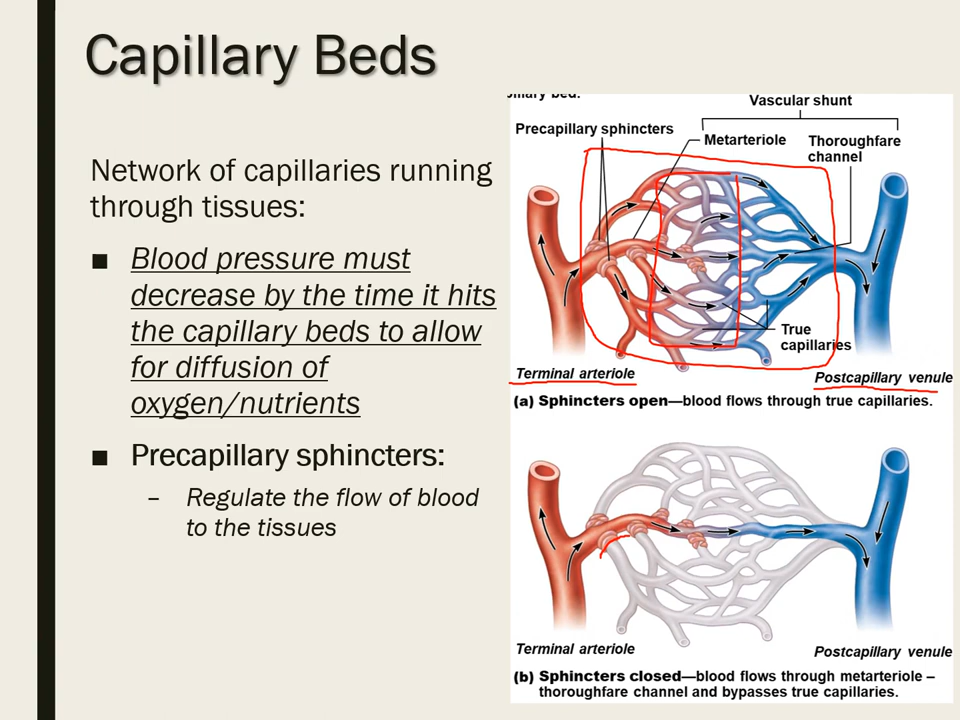 Capillary Beds
Network of capillaries running
through tissues:
■ Blood pressure must
decrease by the time it hits
the capillary beds to allow
for diffusion of
oxygen/nutrients
■ Precapillary sphincters:
– Regulate the flow of blood
to the tissues
bed.
Vascular shunt
Precapillary sphincters
Metarteriole
Thoroughfare
channel
True
capillaries
Terminal arteriole
Postcapillary venule
(a) Sphincters open—blood flows through true capillaries.
Terminal arteriole
Postcapillary venule
(b) Sphincters closed—blood flows through metarteriole –
thoroughfare channel and bypasses true capillaries.